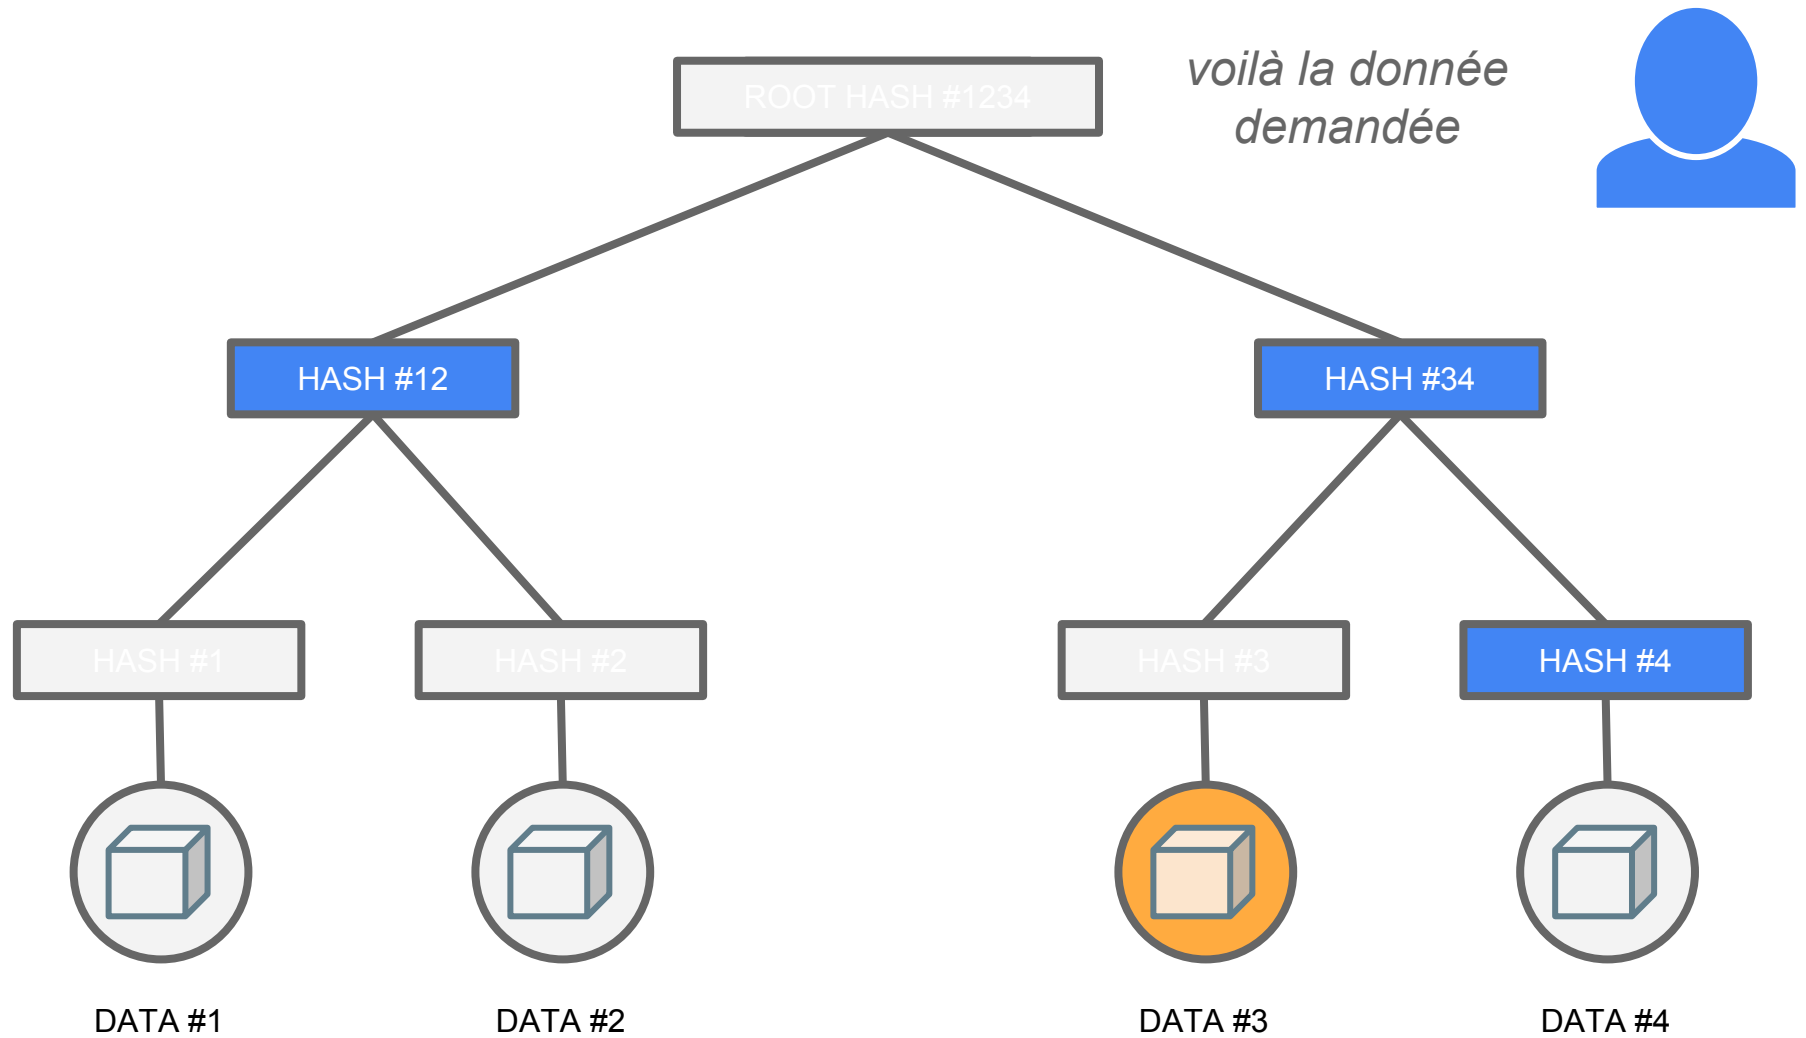 ROOT HASH #1234
voilà la donnée
demandée
HASH #12
HASH #34
HASH #1
HASH #2
HASH #3
HASH #4
DATA #1
DATA #2
DATA #3
DATA #4